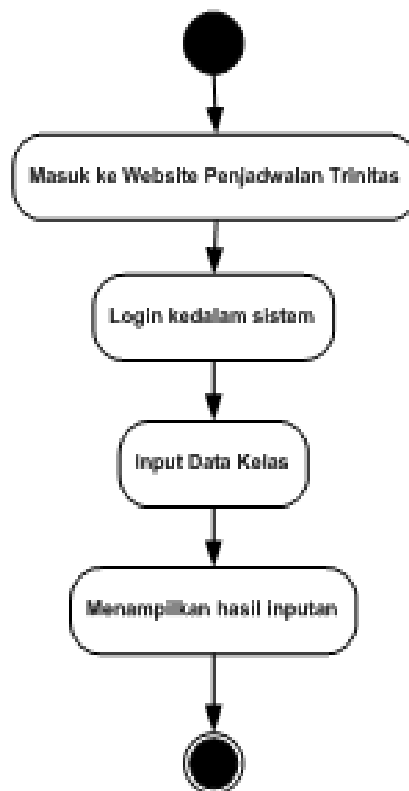 Masuk ke Website Penjadwalan Trinitas
Login kedalam sistem
Input Data Kelas
Menampilkan hasil inputan